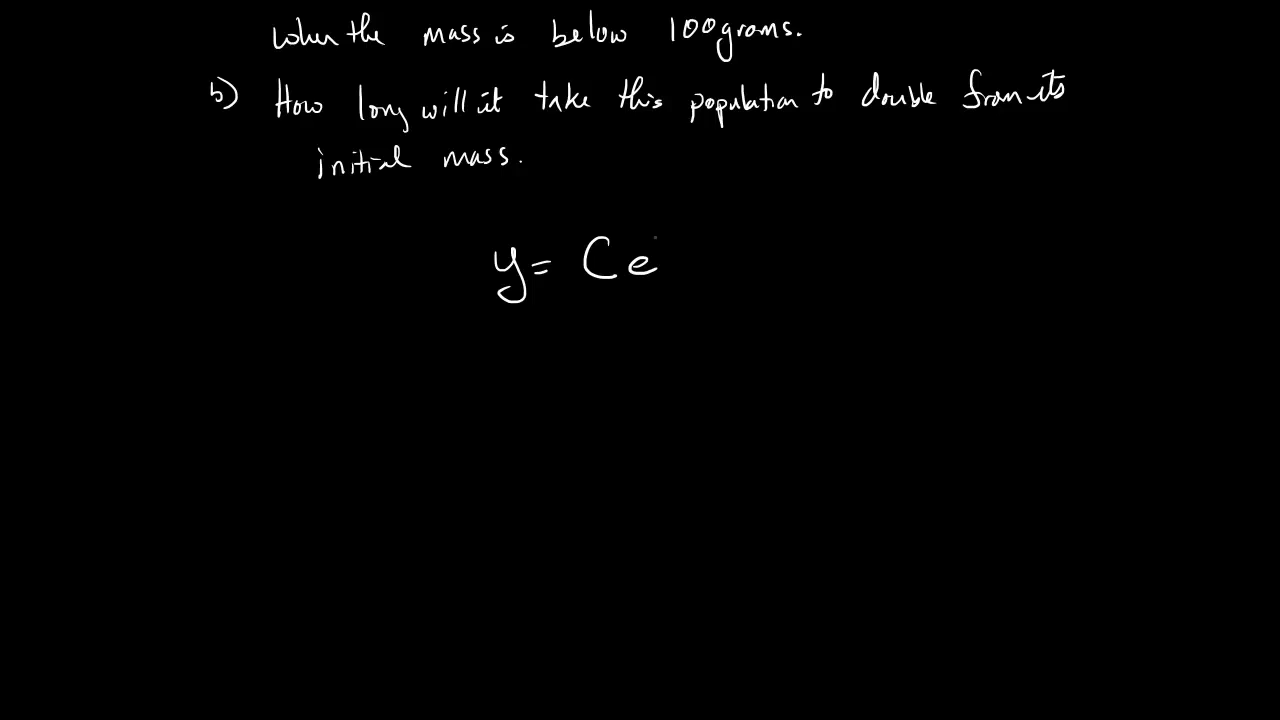 when the mass is below 100grams.
b) How long will it take this population to double from its
initial mass.
y = Ce